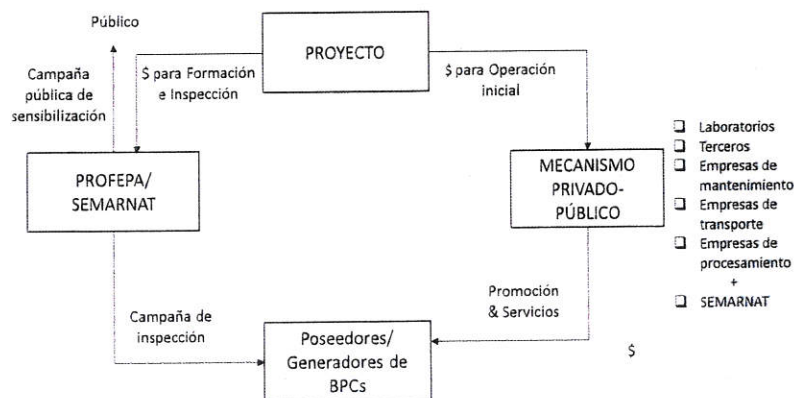 Público
PROYECTO
Campaña
pública de
sensibilización
$ para Formación
e Inspección
$ para Operación
inicial
PROFEPA/
SEMARNAT
MECANISMO
PRIVADO-
PÚBLICO
❑ Laboratorios
❑ Terceros
❑ Empresas de
mantenimiento
❑ Empresas de
transporte
❑ Empresas de
procesamiento
+
❑ SEMARNAT
Campaña de
inspección
Promoción
& Servicios
Poseedores/
Generadores de
BPCs
$